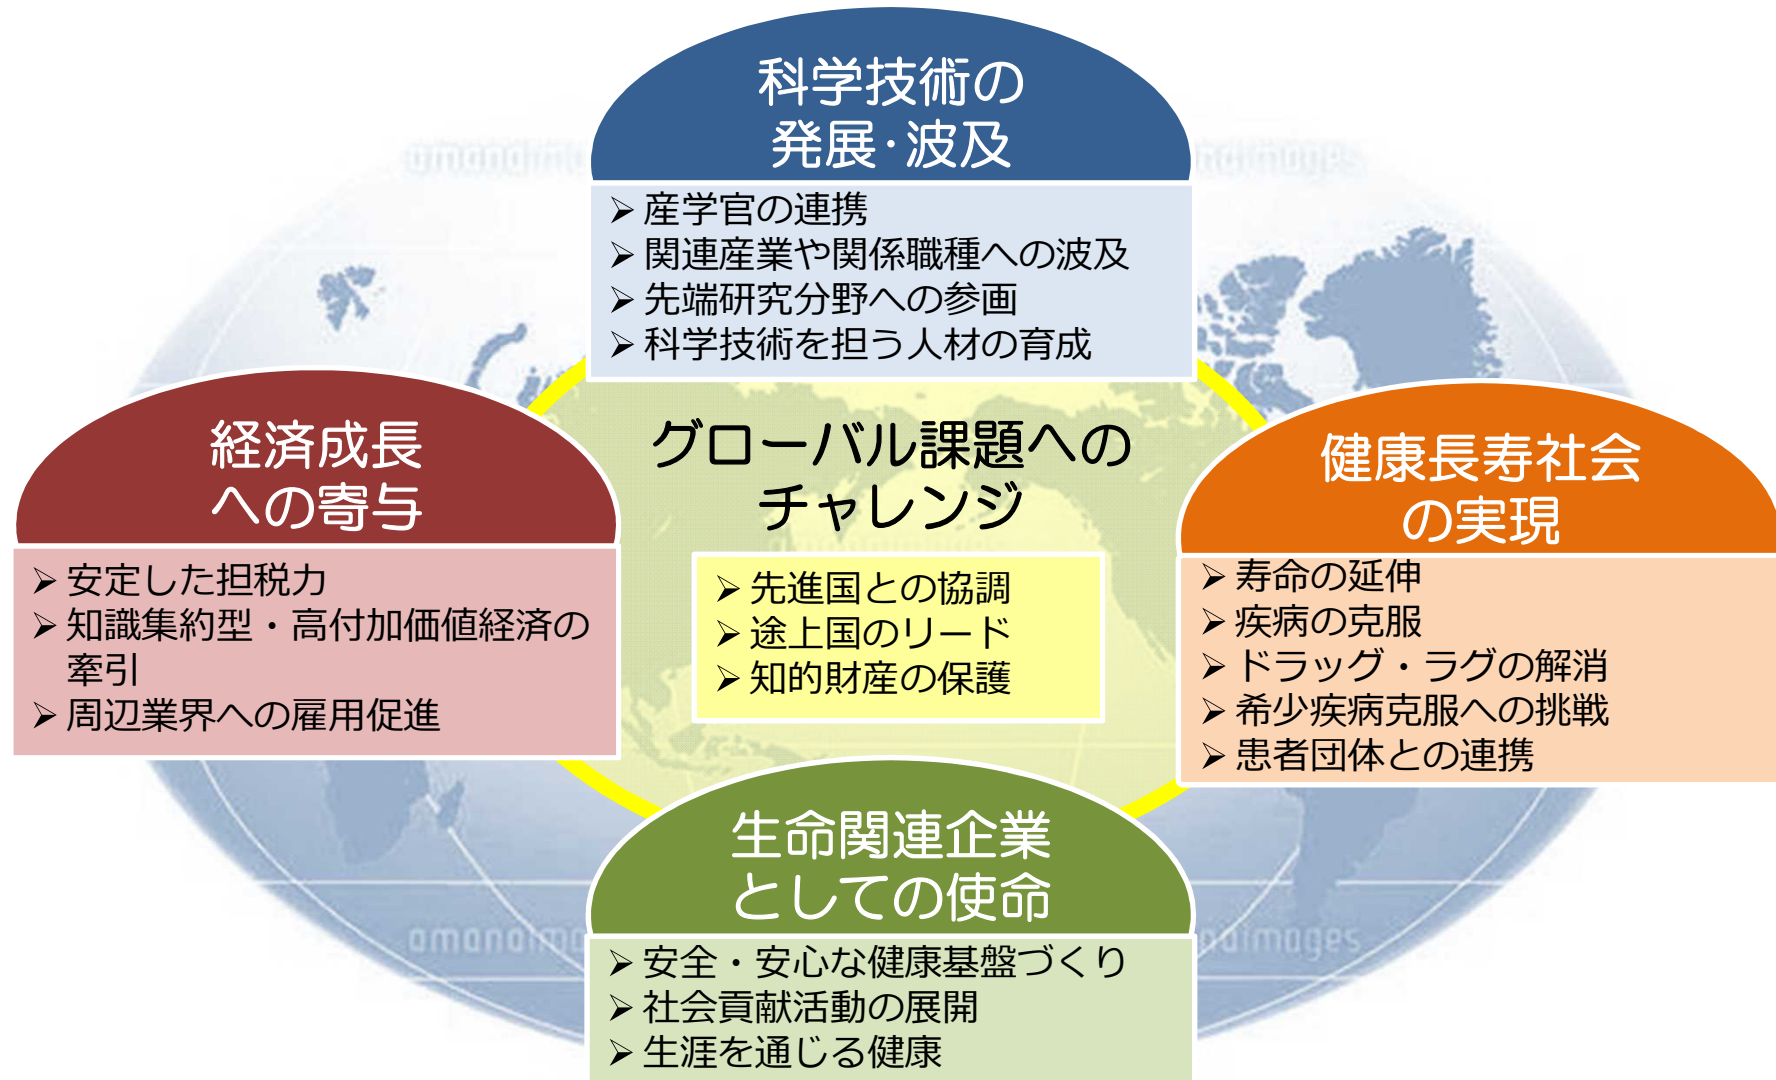 科学技術の
発展･波及
➢ 産学官の連携
➢ 関連産業や関係職種への波及
➢ 先端研究分野への参画
➢ 科学技術を担う人材の育成
経済成長
への寄与
➢ 安定した担税力
➢ 知識集約型・高付加価値経済の
牽引
➢ 周辺業界への雇用促進
グローバル課題への
チャレンジ
➢ 先進国との協調
➢ 途上国のリード
➢ 知的財産の保護
健康長寿社会
の実現
➢ 寿命の延伸
➢ 疾病の克服
➢ ドラッグ・ラグの解消
➢ 希少疾病克服への挑戦
➢ 患者団体との連携
生命関連企業
としての使命
➢ 安全・安心な健康基盤づくり
➢ 社会貢献活動の展開
➢ 生涯を通じる健康